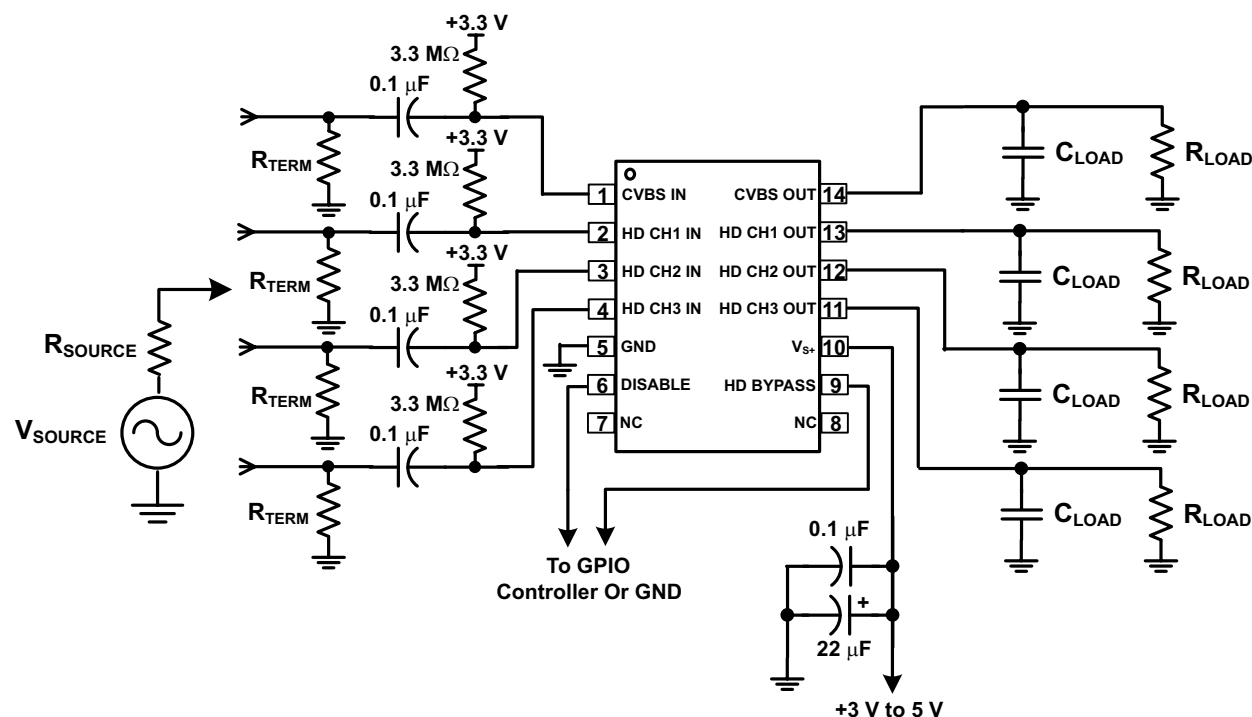 +3.3 V
3.3 MΩ
0.1 µF
RTERM
+3.3 V
3.3 MΩ
0.1 µF
RTERM
+3.3 V
3.3 MΩ
0.1 µF
RTERM
+3.3 V
3.3 MΩ
0.1 µF
RTERM
RSOURCE
VSOURCE
1 CVBS IN
2 HD CH1 IN
3 HD CH2 IN
4 HD CH3 IN
5 GND
6 DISABLE
7 NC
CVBS OUT 14
HD CH1 OUT 13
HD CH2 OUT 12
HD CH3 OUT 11
VS+ 10
HD BYPASS 9
NC 8
CLOAD RLOAD
CLOAD RLOAD
CLOAD RLOAD
CLOAD RLOAD
To GPIO
Controller Or GND
0.1 µF
+
22 µF
+3 V to 5 V